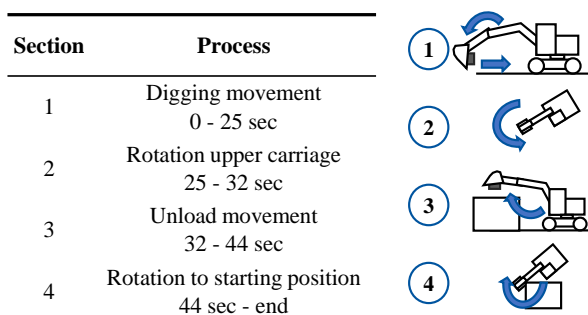 Section Process
1 Digging movement
0 - 25 sec
2 Rotation upper carriage
25 - 32 sec
3 Unload movement
32 - 44 sec
4 Rotation to starting position
44 sec - end
1
2
3
4